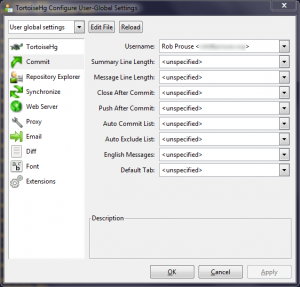 TortoiseHg Configure User-Global Settings
User global settings Edit File Reload
TortoiseHg
Commit
Repository Explorer
Synchronize
Web Server
Proxy
Email
Diff
Font
Extensions
Username: Rob Prouse <
Summary Line Length: <unspecified>
Message Line Length: <unspecified>
Close After Commit: <unspecified>
Push After Commit: <unspecified>
Auto Commit List: <unspecified>
Auto Exclude List: <unspecified>
English Messages: <unspecified>
Default Tab: <unspecified>
Description
OK Cancel Apply